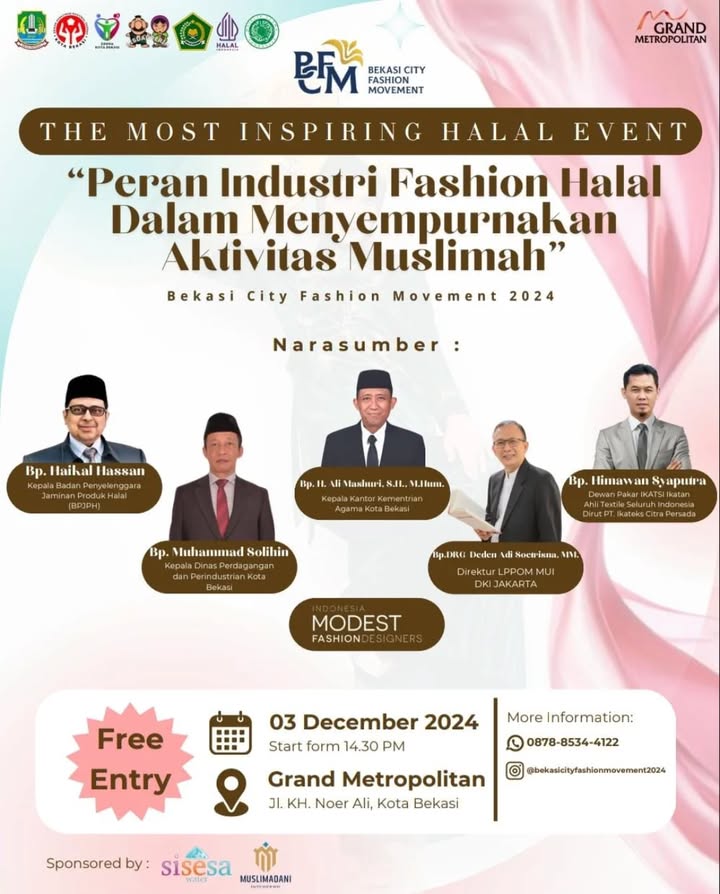 HALAL
INDONESIA
GRAND
METROPOLITAN
BFCM
BEKASI CITY
FASHION
MOVEMENT
THE MOST INSPIRING HALAL EVENT
“Peran Industri Fashion Halal
Dalam Menyempurnakan
Aktivitas Muslimah”
Bekasi City Fashion Movement 2024
Narasumber :
Bp. Haikal Hassan
Kepala Badan Penyelenggara
Jaminan Produk Halal
(BPJPH)
Bp. Muhammad Solihin
Kepala Dinas Perdagangan
dan Perindustrian Kota
Bekasi
Bp. H. Ali Mashuri, S.H., M.Hum.
Kepala Kantor Kementrian
Agama Kota Bekasi
Bp.DRG Deden Adi Soetrisna, MM.
Direktur LPPOM MUI
DKI JAKARTA
Bp. Himawan Syaputra
Dewan Pakar IKATSI Ikatan
Ahli Textile Seluruh Indonesia
Dirut PT. Ikateks Citra Persada
INDONESIA
MODEST
FASHIONDESIGNERS
Free
Entry
03 December 2024
Start form 14.30 PM
Grand Metropolitan
Jl. KH. Noer Ali, Kota Bekasi
More Information:
0878-8534-4122
@bekasicityfashionmovement2024
Sponsored by :
sisesa
water
MUSLIMADANI